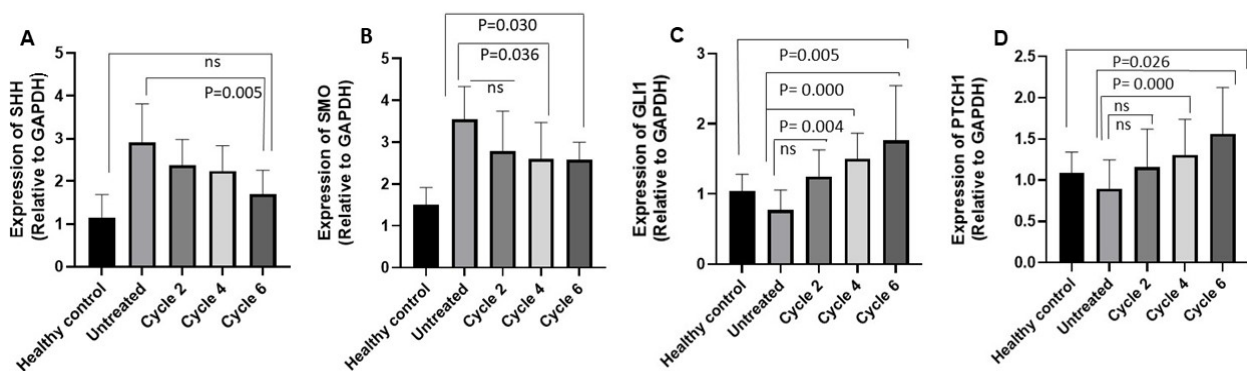 A
Expression of SHH
(Relative to GAPDH)
5
4
3
2
1
0
ns
P=0.005
Healthy control
Untreated
Cycle 2
Cycle 4
Cycle 6
B
Expression of SMO
(Relative to GAPDH)
5
4
3
2
1
0
P=0.030
P=0.036
ns
Healthy control
Untreated
Cycle 2
Cycle 4
Cycle 6
C
Expression of GLI1
(Relative to GAPDH)
3
2
1
0
P=0.005
P= 0.000
P= 0.004
ns
Healthy control
Untreated
Cycle 2
Cycle 4
Cycle 6
D
Expression of PTCH1
(Relative to GAPDH)
2.5
2.0
1.5
1.0
0.5
0.0
P=0.026
P= 0.000
ns
ns
Healthy control
Untreated
Cycle 2
Cycle 4
Cycle 6